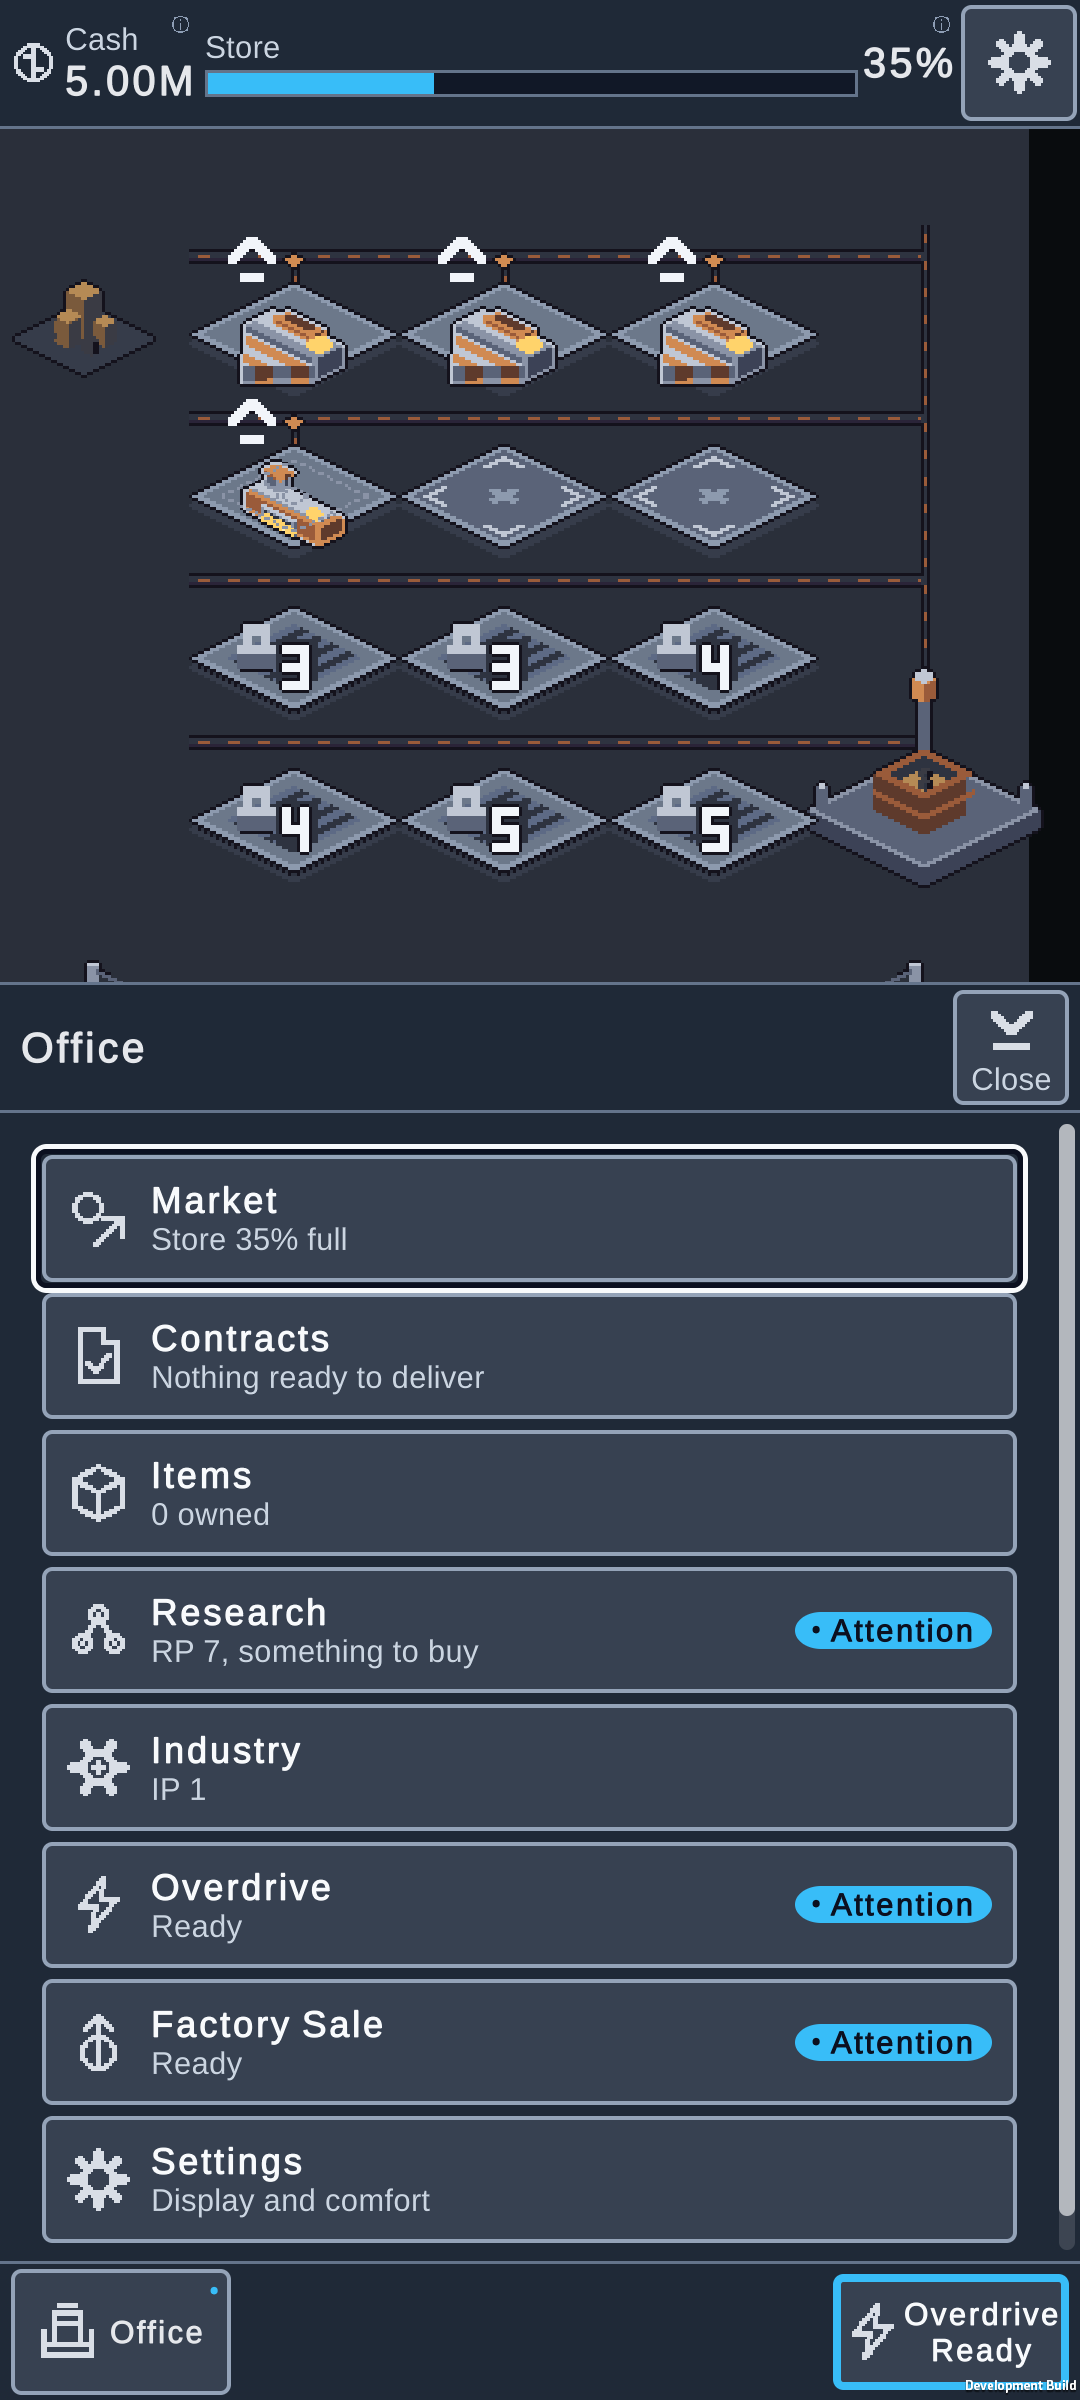 Cash
5.00M
Store
35%
3
3
4
4
5
5
Office
Close
Market
Store 35% full
Contracts
Nothing ready to deliver
Items
0 owned
Research
RP 7, something to buy
• Attention
Industry
IP 1
Overdrive
Ready
• Attention
Factory Sale
Ready
• Attention
Settings
Display and comfort
Office
Overdrive
Ready
Development Build